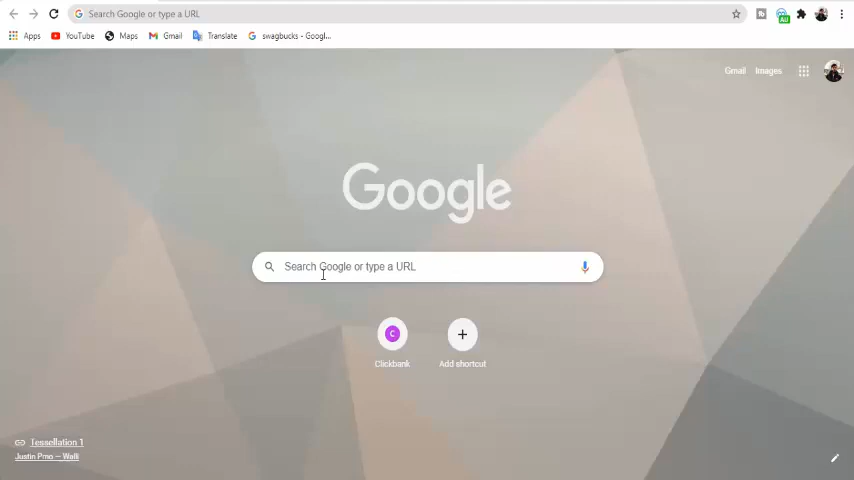 Search Google or type a URL
Apps YouTube Maps Gmail Translate swagbucks - Googl...
AU
Gmail Images
Google
Search Google or type a URL
C
Clickbank Add shortcut
Tessellation 1
Justin Prno — Walli